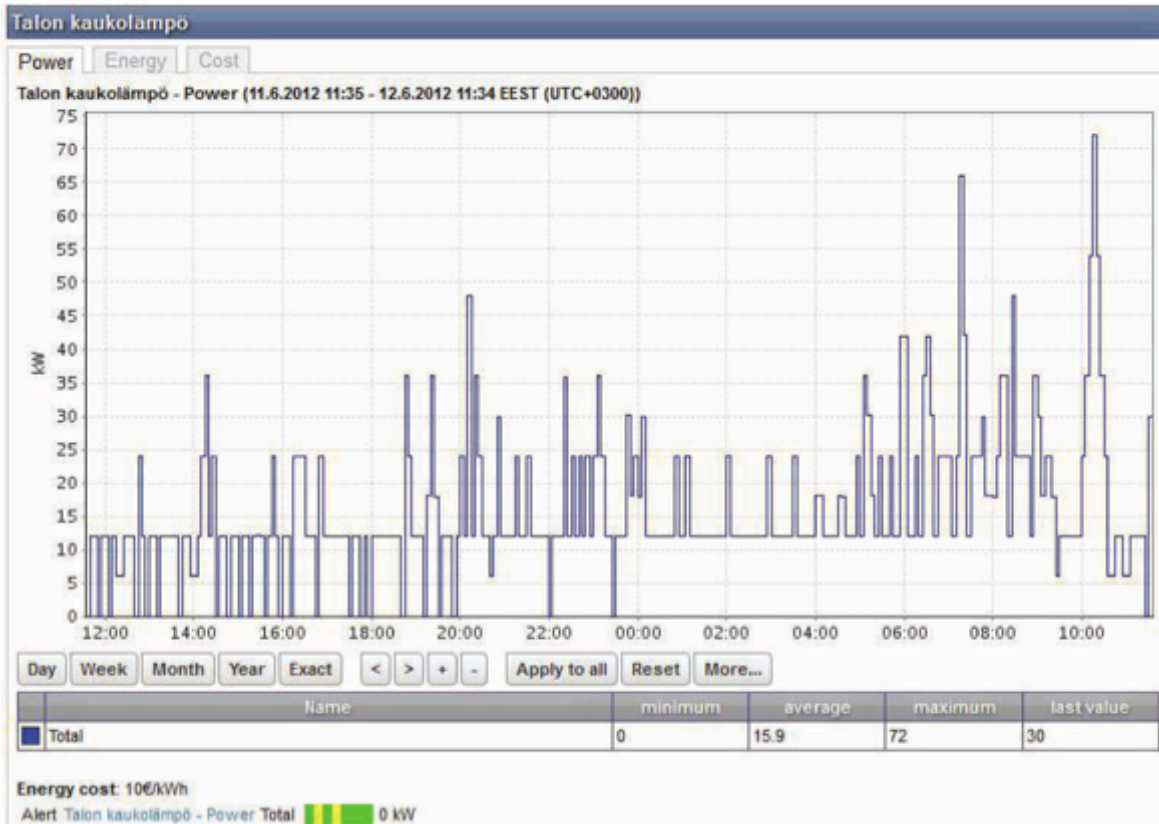 Talon kaukolämpö
Power Energy Cost
Talon kaukolämpö - Power (11.6.2012 11:35 - 12.6.2012 11:34 EEST (UTC+0300))
75
70
65
60
55
50
45
40
35
30
25
20
15
10
5
0
kW
12:00 14:00 16:00 18:00 20:00 22:00 00:00 02:00 04:00 06:00 08:00 10:00
Day Week Month Year Exact < > + - Apply to all Reset More...
Name minimum average maximum last value
Total 0 15.9 72 30
Energy cost: 10€/kWh
Alert Talon kaukolämpö - Power Total 0 kW